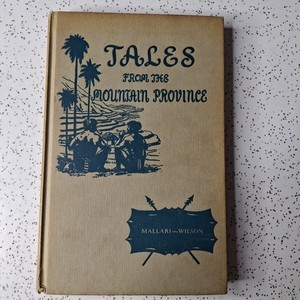 TALES
FROM THE
MOUNTAIN PROVINCE
MALLARI and WILSON